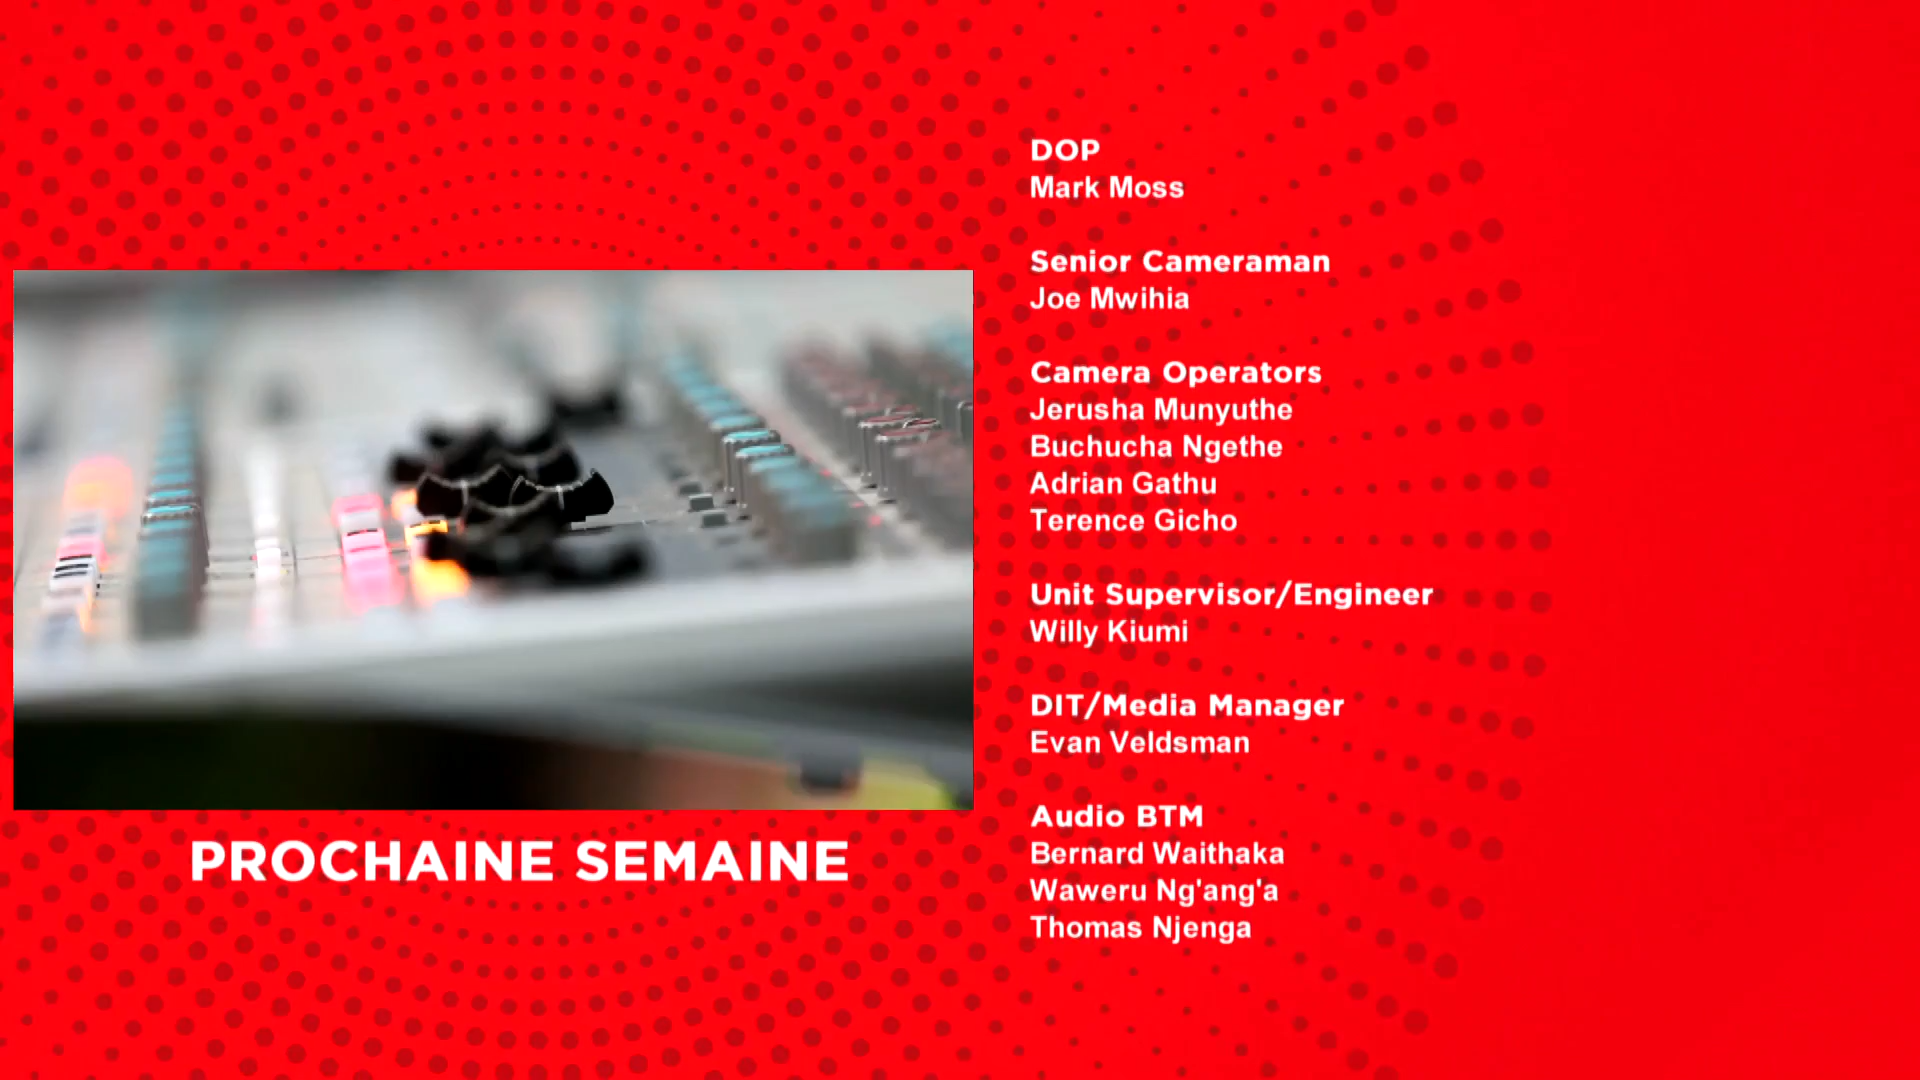 PROCHAINE SEMAINE
DOP
Mark Moss
Senior Cameraman
Joe Mwihia
Camera Operators
Jerusha Munyuthe
Buchucha Ngethe
Adrian Gathu
Terence Gicho
Unit Supervisor/Engineer
Willy Kiumi
DIT/Media Manager
Evan Veldsman
Audio BTM
Bernard Waithaka
Waweru Ng'ang'a
Thomas Njenga